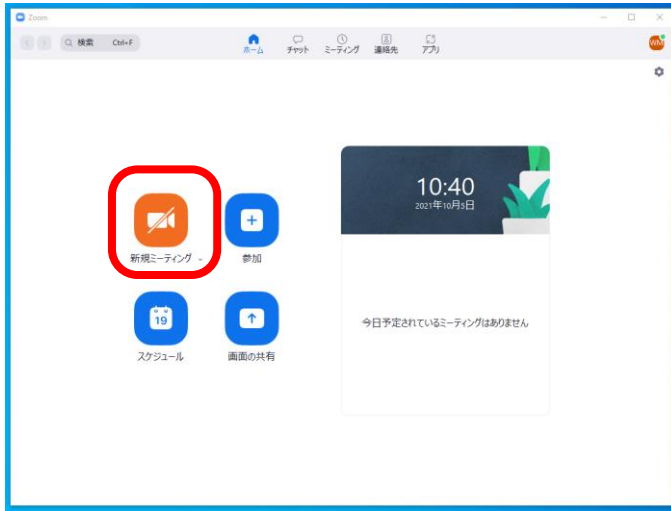 Zoom
検索 Ctrl+F
ホーム チャット ミーティング 連絡先 アプリ
WM
10:40
2021年10月5日
新規ミーティング
参加
19
スケジュール
画面の共有
今日予定されているミーティングはありません